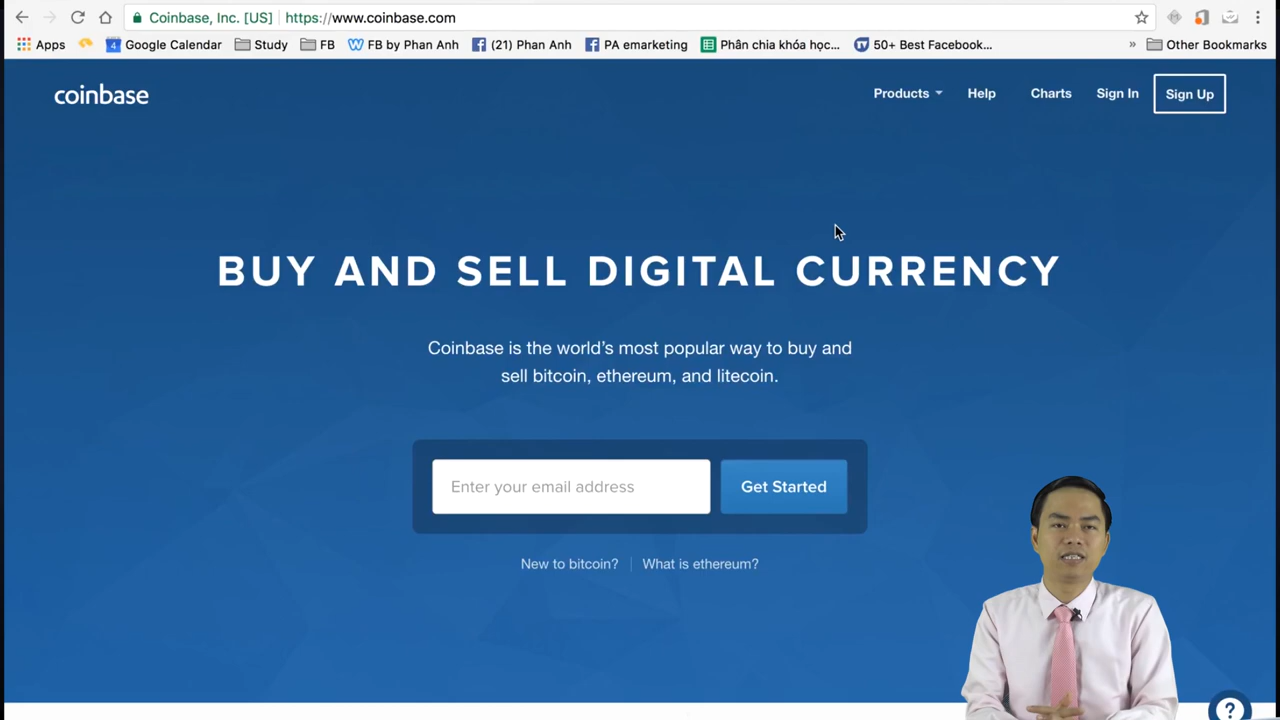 Coinbase, Inc. [US] https://www.coinbase.com
Apps 4 Google Calendar Study FB FB by Phan Anh (21) Phan Anh PA emarketing Phân chia khóa học... 50+ Best Facebook... » Other Bookmarks
coinbase Products Help Charts Sign In Sign Up
BUY AND SELL DIGITAL CURRENCY
Coinbase is the world's most popular way to buy and
sell bitcoin, ethereum, and litecoin.
Enter your email address Get Started
New to bitcoin? What is ethereum?
?